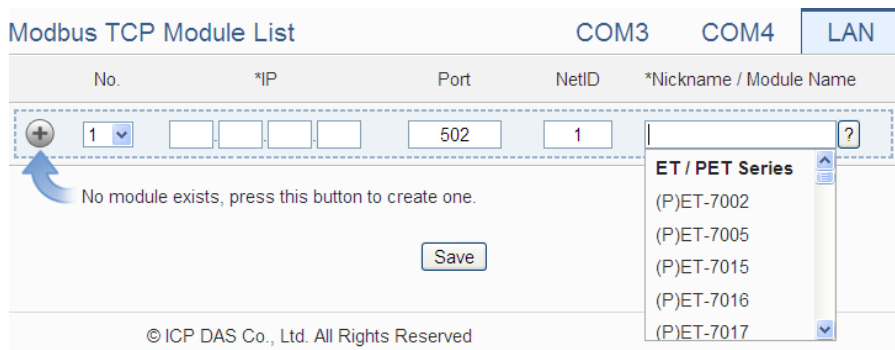 Modbus TCP Module List COM3 COM4 LAN
No. *IP Port NetID *Nickname / Module Name
1 . . . 502 1 ?
ET / PET Series
No module exists, press this button to create one.
(P)ET-7002
(P)ET-7005
Save
(P)ET-7015
(P)ET-7016
(P)ET-7017
© ICP DAS Co., Ltd. All Rights Reserved